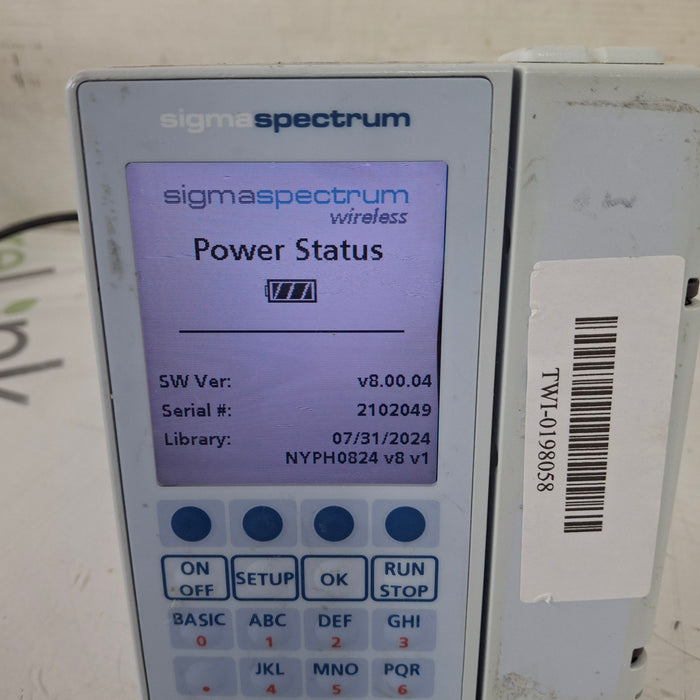 sigmaspectrum
sigmaspectrum
wireless
Power Status
SW Ver: v8.00.04
Serial #: 2102049
Library: 07/31/2024
NYPH0824 v8 v1
ON OFF
SETUP
OK
RUN STOP
BASIC 0
ABC 1
DEF 2
GHI 3
.
JKL 4
MNO 5
PQR 6
TWI-0198058